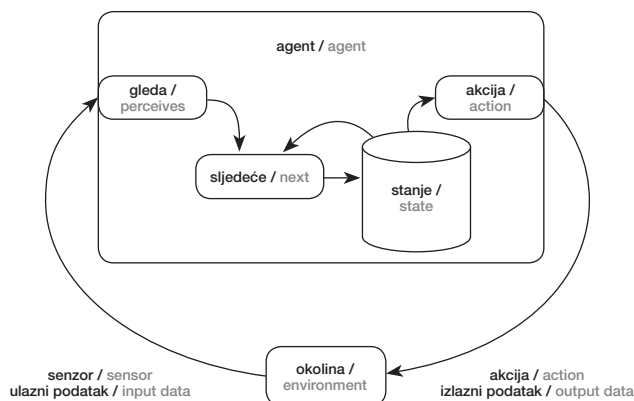 agent / agent
gleda /
perceives
akcija /
action
sljedeće / next
stanje /
state
okolina /
environment
senzor / sensor
ulazni podatak / input data
akcija / action
izlazni podatak / output data